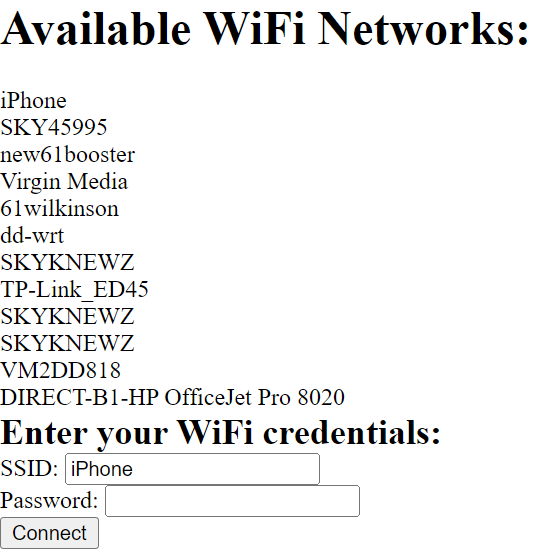 Available WiFi Networks:
iPhone
SKY45995
new61booster
Virgin Media
61wilkinson
dd-wrt
SKYKNEWZ
TP-Link_ED45
SKYKNEWZ
SKYKNEWZ
VM2DD818
DIRECT-B1-HP OfficeJet Pro 8020
Enter your WiFi credentials:
SSID: iPhone
Password:
Connect